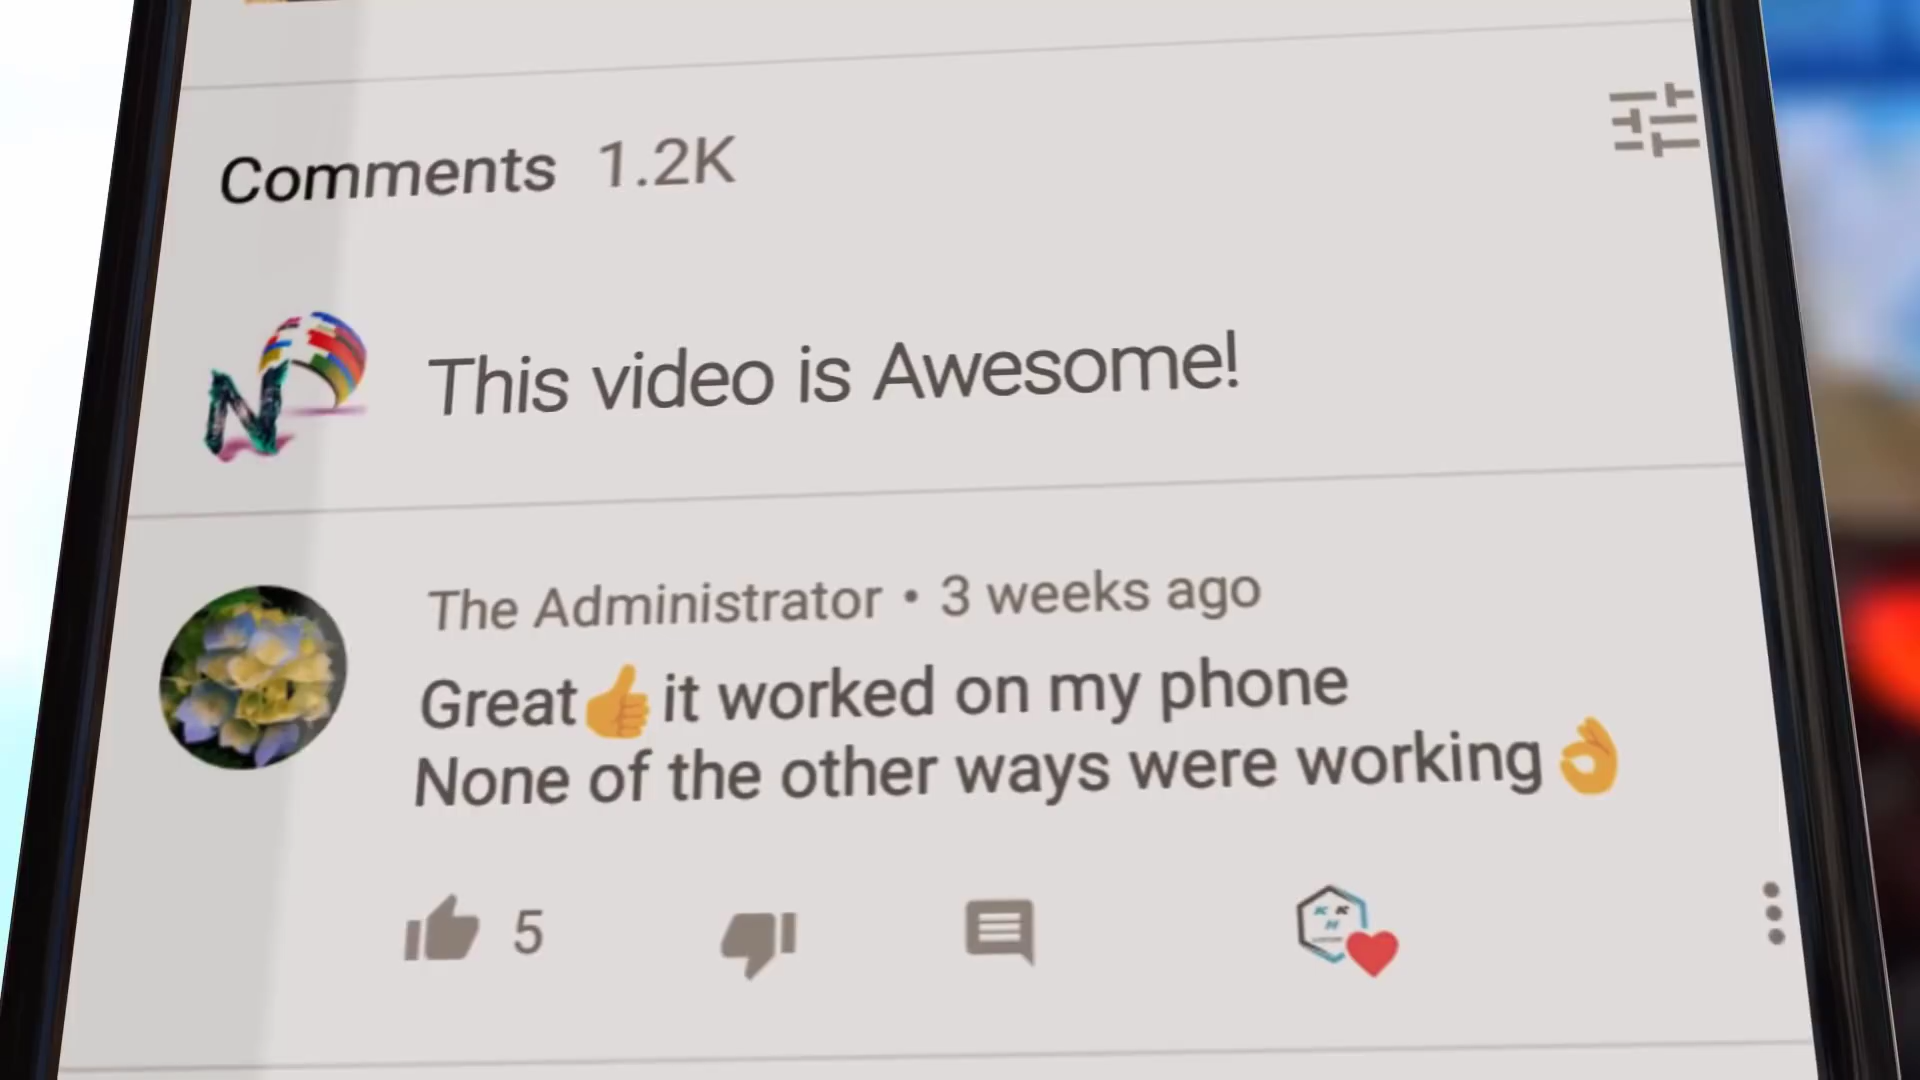 Comments 1.2K
This video is Awesome!
The Administrator • 3 weeks ago
Great👍it worked on my phone
None of the other ways were working👌
5